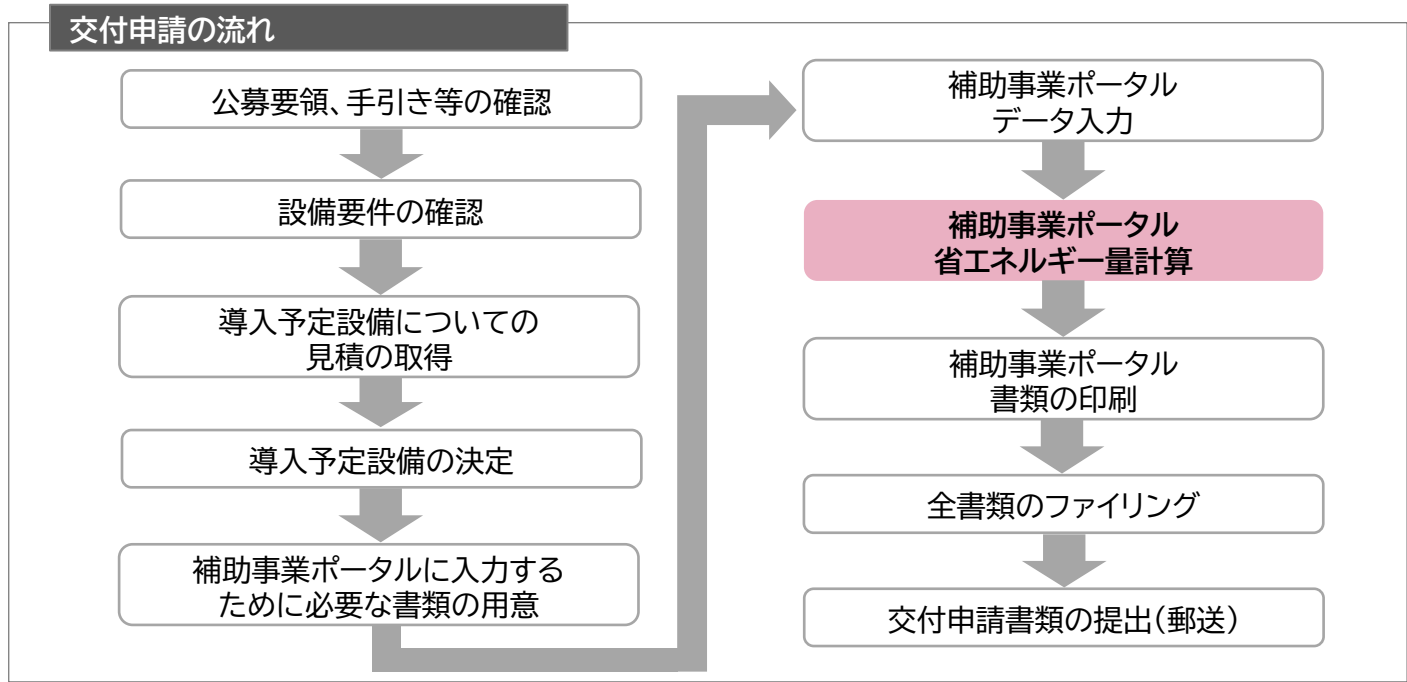 交付申請の流れ
公募要領、手引き等の確認
設備要件の確認
導入予定設備についての
見積の取得
導入予定設備の決定
補助事業ポータルに入力する
ために必要な書類の用意
補助事業ポータル
データ入力
補助事業ポータル
省エネルギー量計算
補助事業ポータル
書類の印刷
全書類のファイリング
交付申請書類の提出(郵送)